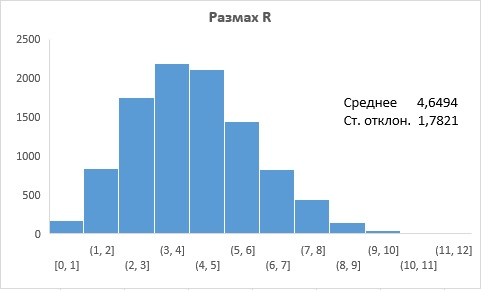 Размах R
2500
2000
1500
1000
500
0
Среднее 4,6494
Ст. отклон. 1,7821
(1, 2] (3, 4] (5, 6] (7, 8] (9, 10] (11, 12]
[0, 1] (2, 3] (4, 5] (6, 7] (8, 9] (10, 11]